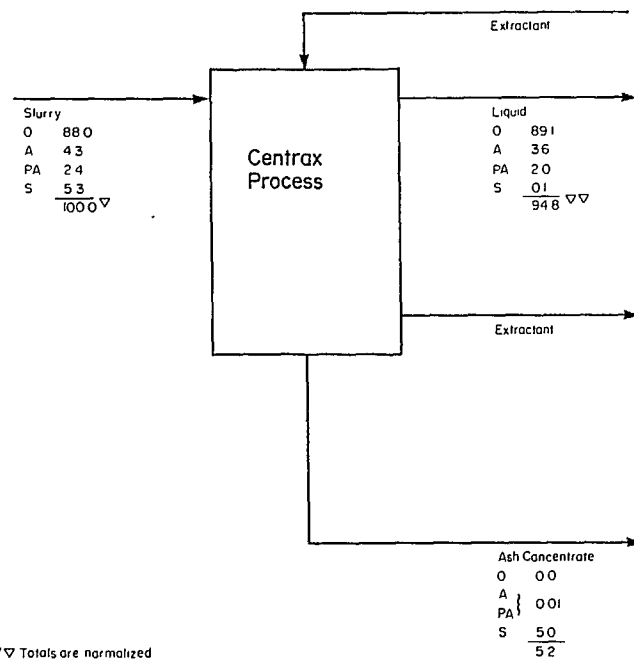 Extractant
Slurry
O 88 0
A 4 3
PA 2 4
S 5 3
100 0 ▽
Centrax
Process
Liquid
O 89 1
A 3 6
PA 2 0
S 0 1
94 8 ▽▽
Extractant
Ash Concentrate
O 0 0
A
PA } 0 01
S 5 0
5 2
▽ Totals are normalized